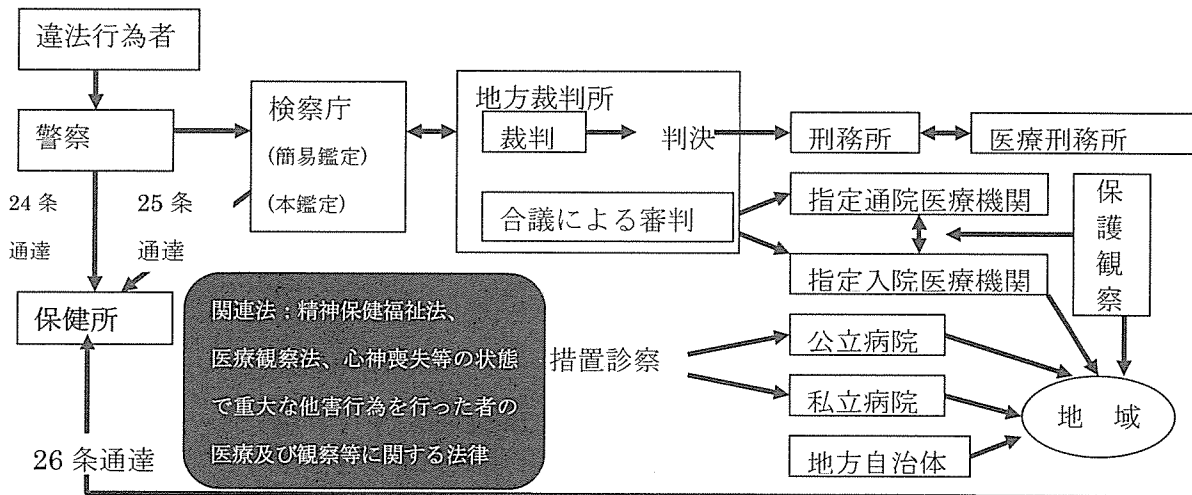 違法行為者
警察
検察庁
(簡易鑑定)
(本鑑定)
地方裁判所
裁判
判決
合議による審判
刑務所
医療刑務所
指定通院医療機関
指定入院医療機関
保護観察
24 条
通達
25 条
通達
保健所
関連法：精神保健福祉法、
医療観察法、心神喪失等の状態
で重大な他害行為を行った者の
医療及び観察等に関する法律
措置診察
公立病院
私立病院
地方自治体
地 域
26 条通達